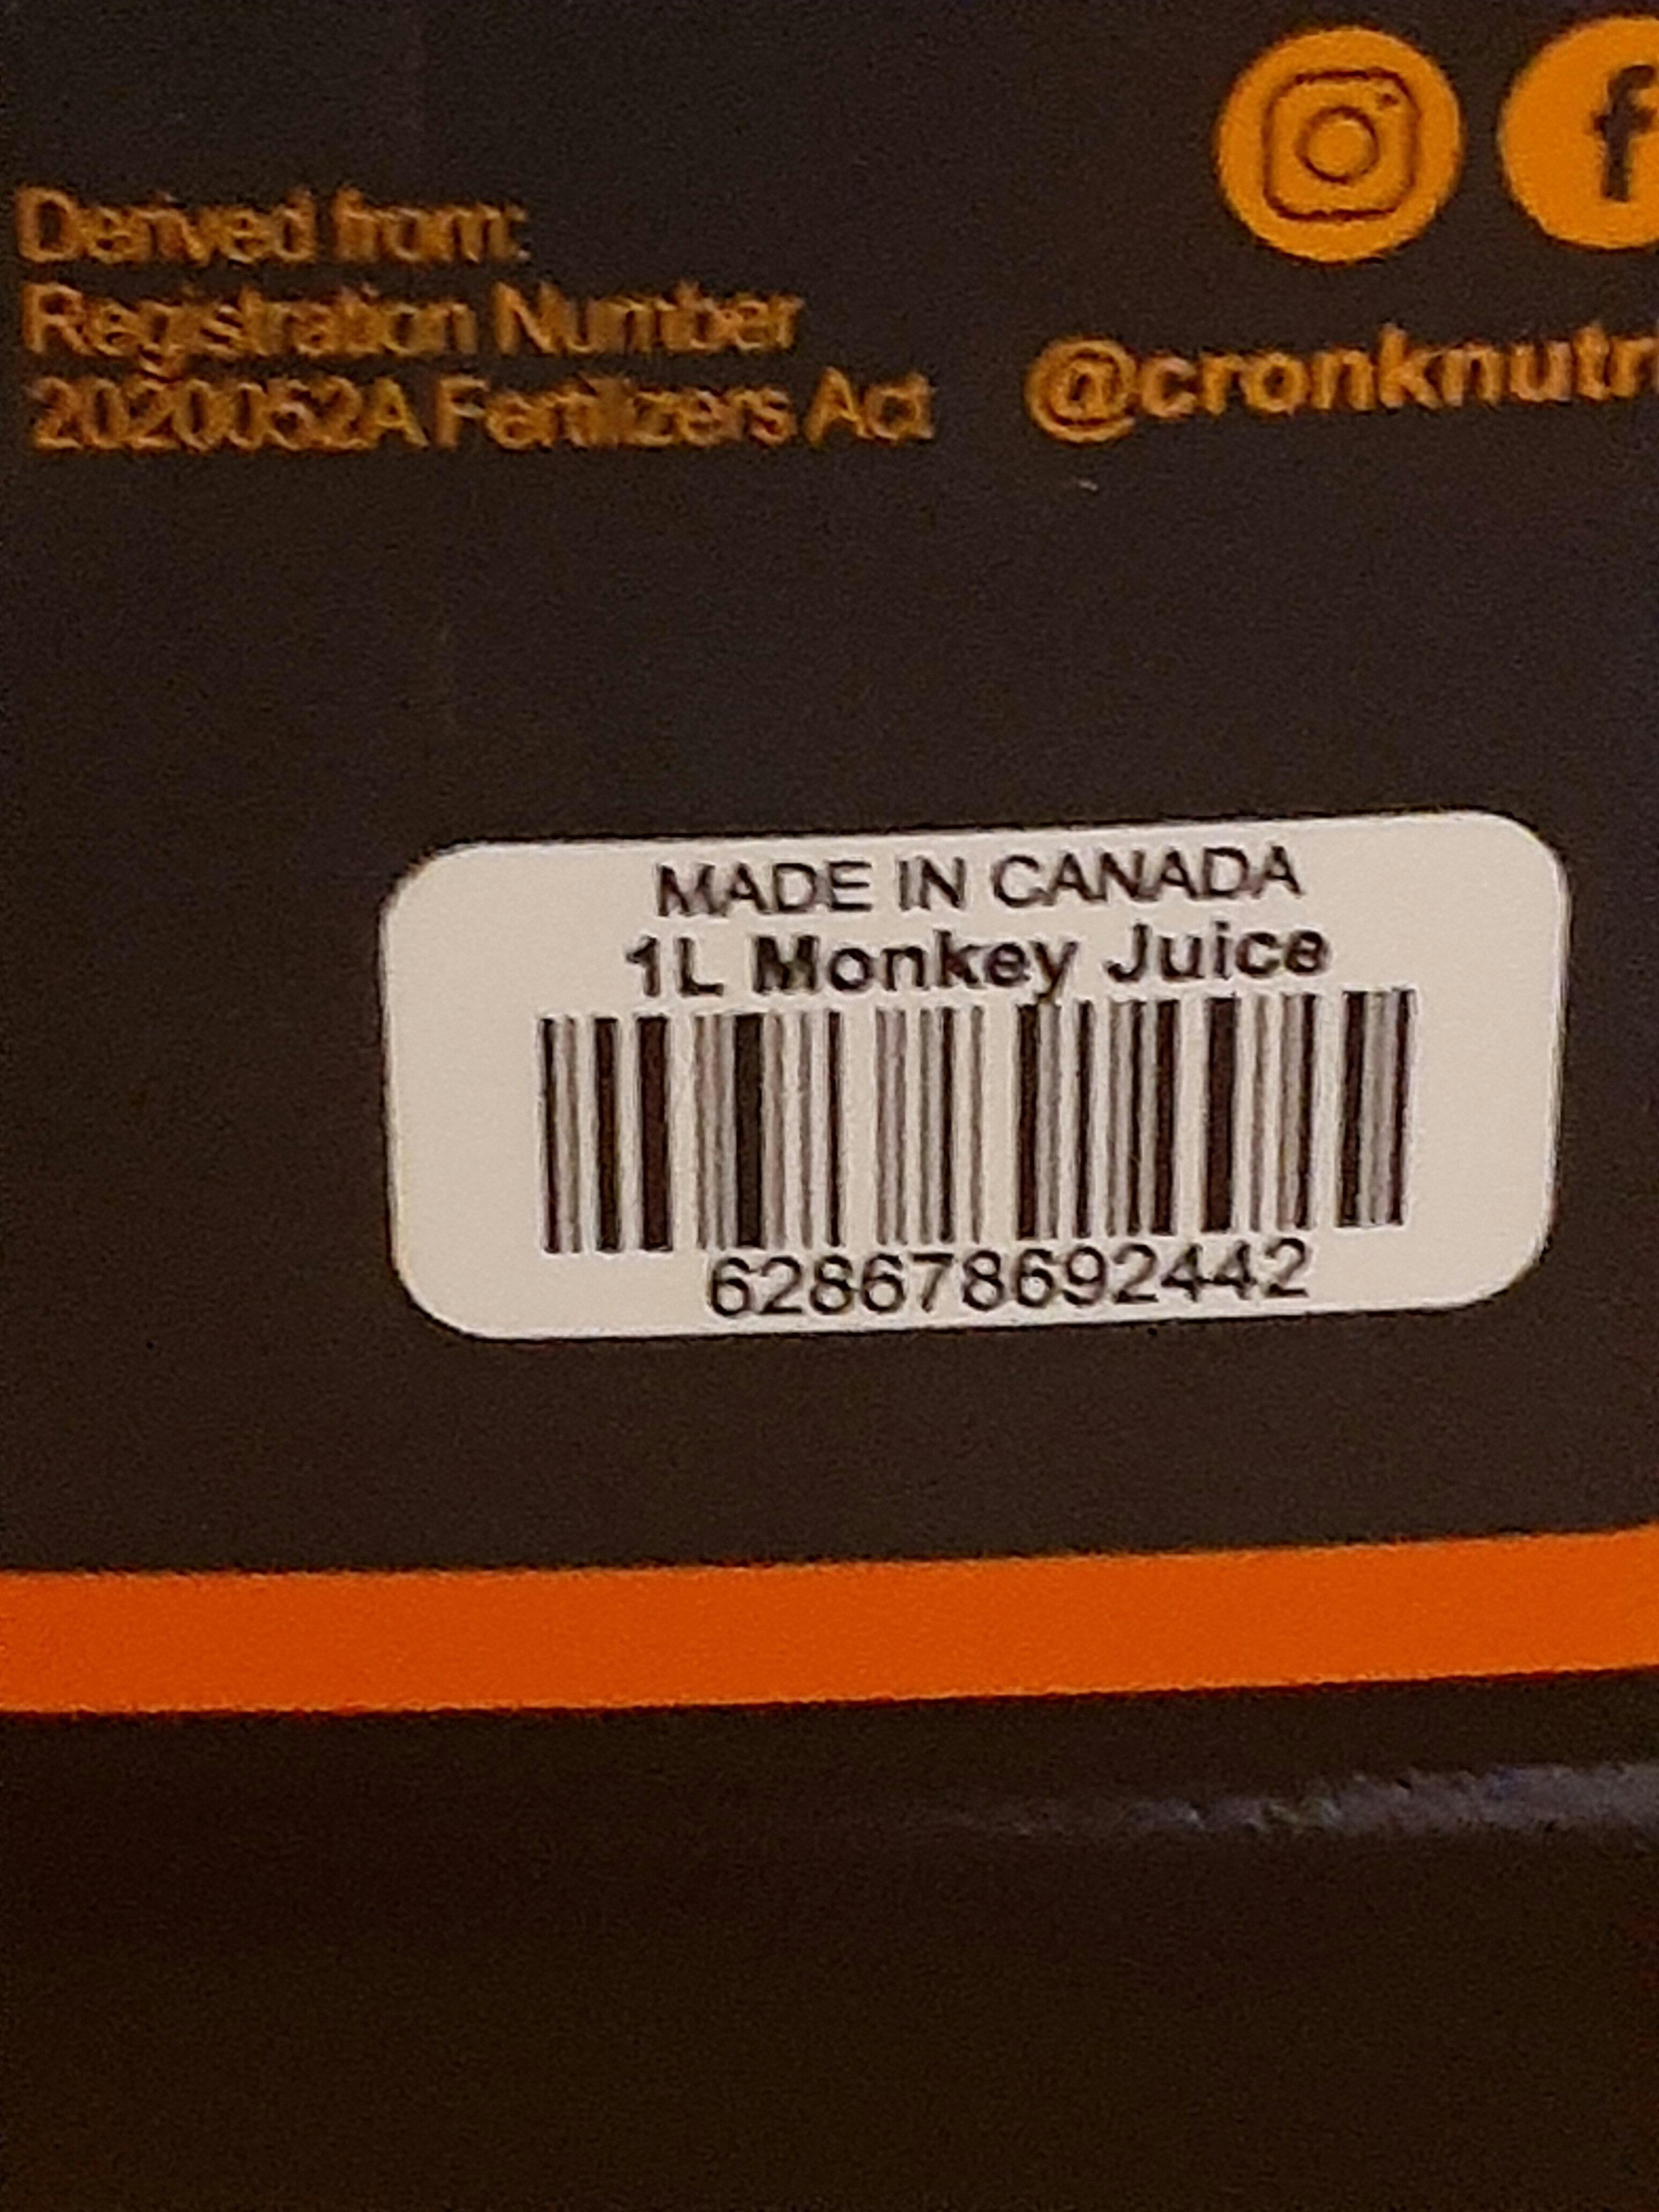 Derived from:
Registration Number
2020052A Fertilizers Act
@cronknutri
MADE IN CANADA
1L Monkey Juice
628678692442